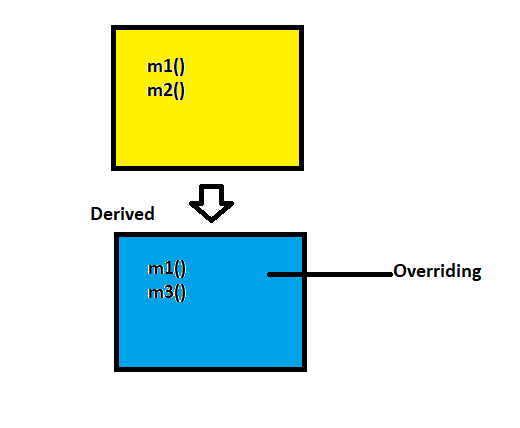 m1()
m2()
Derived
m1()
m3()
Overriding